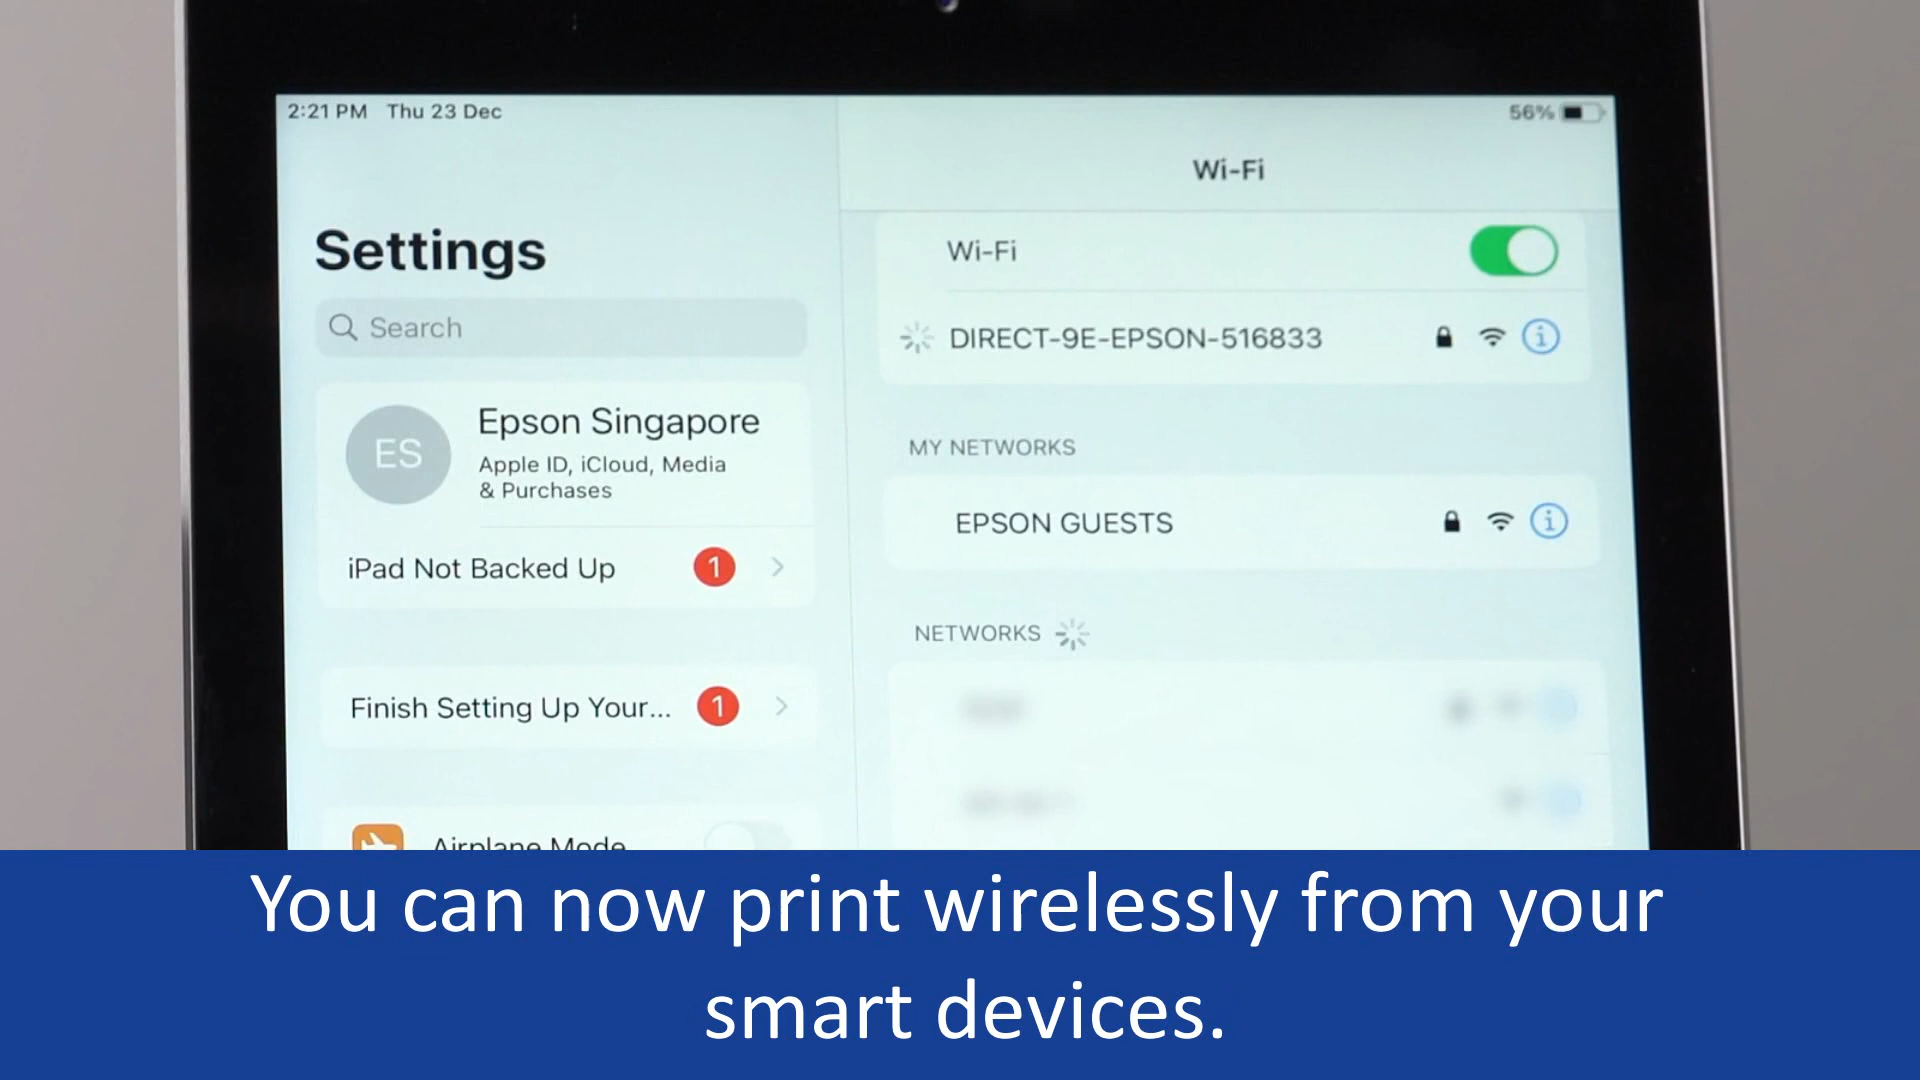 2:21 PM Thu 23 Dec
56%
Settings
Search
ES
Epson Singapore
Apple ID, iCloud, Media
& Purchases
iPad Not Backed Up 1
Finish Setting Up Your... 1
Airplane Mode
Wi-Fi
Wi-Fi
DIRECT-9E-EPSON-516833
MY NETWORKS
EPSON GUESTS
NETWORKS
You can now print wirelessly from your
smart devices.